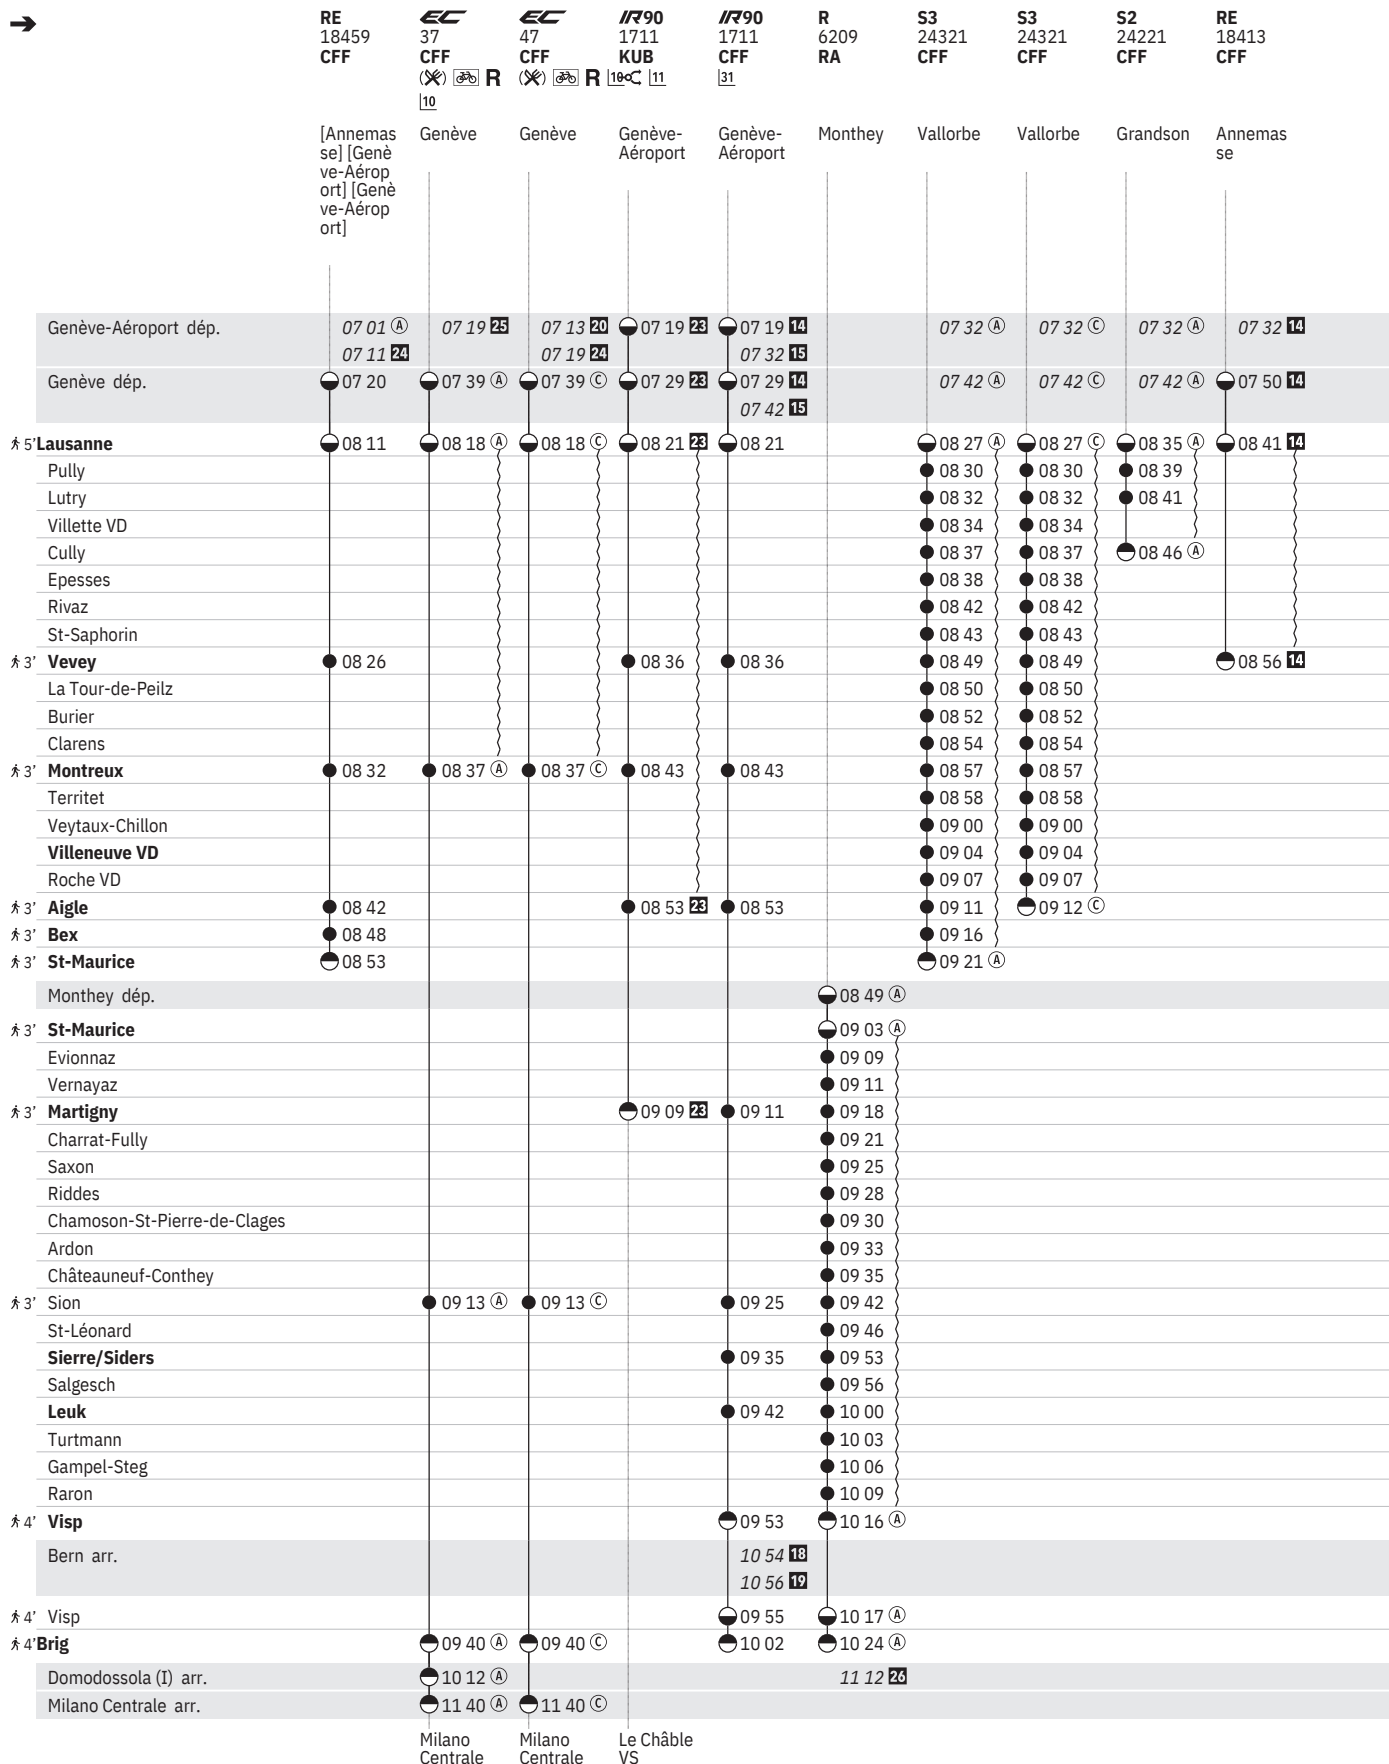 ➔ RE EC EC IR90 IR90 R S3 S3 S2 RE
18459 37 47 1711 1711 6209 24321 24321 24221 18413
CFF CFF CFF KUB CFF RA CFF CFF CFF CFF
R R 10 11 31
10
[Annemas Genève Genève Genève- Genève- Monthey Vallorbe Vallorbe Grandson Annemas
se] [Genè Aéroport Aéroport se
ve-Aérop
ort] [Genè
ve-Aérop
ort]
Genève-Aéroport dép. 07 01 Ⓐ 07 19 25 07 13 20 07 19 23 07 19 14 07 32 Ⓐ 07 32 Ⓒ 07 32 Ⓐ 07 32 14
07 11 24 07 19 24 07 32 15
Genève dép. 07 20 07 39 Ⓐ 07 39 Ⓒ 07 29 23 07 29 14 07 42 Ⓐ 07 42 Ⓒ 07 42 Ⓐ 07 50 14
07 42 15
5' Lausanne 08 11 08 18 Ⓐ 08 18 Ⓒ 08 21 23 08 21 08 27 Ⓐ 08 27 Ⓒ 08 35 Ⓐ 08 41 14
Pully 08 30 08 30 08 39
Lutry 08 32 08 32 08 41
Villette VD 08 34 08 34
Cully 08 37 08 37 08 46 Ⓐ
Epesses 08 38 08 38
Rivaz 08 42 08 42
St-Saphorin 08 43 08 43
3' Vevey 08 26 08 36 08 36 08 49 08 49 08 56 14
La Tour-de-Peilz 08 50 08 50
Burier 08 52 08 52
Clarens 08 54 08 54
3' Montreux 08 32 08 37 Ⓐ 08 37 Ⓒ 08 43 08 43 08 57 08 57
Territet 08 58 08 58
Veytaux-Chillon 09 00 09 00
Villeneuve VD 09 04 09 04
Roche VD 09 07 09 07
3' Aigle 08 42 08 53 23 08 53 09 11 09 12 Ⓒ
3' Bex 08 48 09 16
3' St-Maurice 08 53 09 21 Ⓐ
Monthey dép. 08 49 Ⓐ
3' St-Maurice 09 03 Ⓐ
Evionnaz 09 09
Vernayaz 09 11
3' Martigny 09 09 23 09 11 09 18
Charrat-Fully 09 21
Saxon 09 25
Riddes 09 28
Chamoson-St-Pierre-de-Clages 09 30
Ardon 09 33
Châteauneuf-Conthey 09 35
3' Sion 09 13 Ⓐ 09 13 Ⓒ 09 25 09 42
St-Léonard 09 46
Sierre/Siders 09 35 09 53
Salgesch 09 56
Leuk 09 42 10 00
Turtmann 10 03
Gampel-Steg 10 06
Raron 10 09
4' Visp 09 53 10 16 Ⓐ
Bern arr. 10 54 18
10 56 19
4' Visp 09 55 10 17 Ⓐ
4' Brig 09 40 Ⓐ 09 40 Ⓒ 10 02 10 24 Ⓐ
Domodossola (I) arr. 10 12 Ⓐ 11 12 26
Milano Centrale arr. 11 40 Ⓐ 11 40 Ⓒ
Milano Milano Le Châble
Centrale Centrale VS